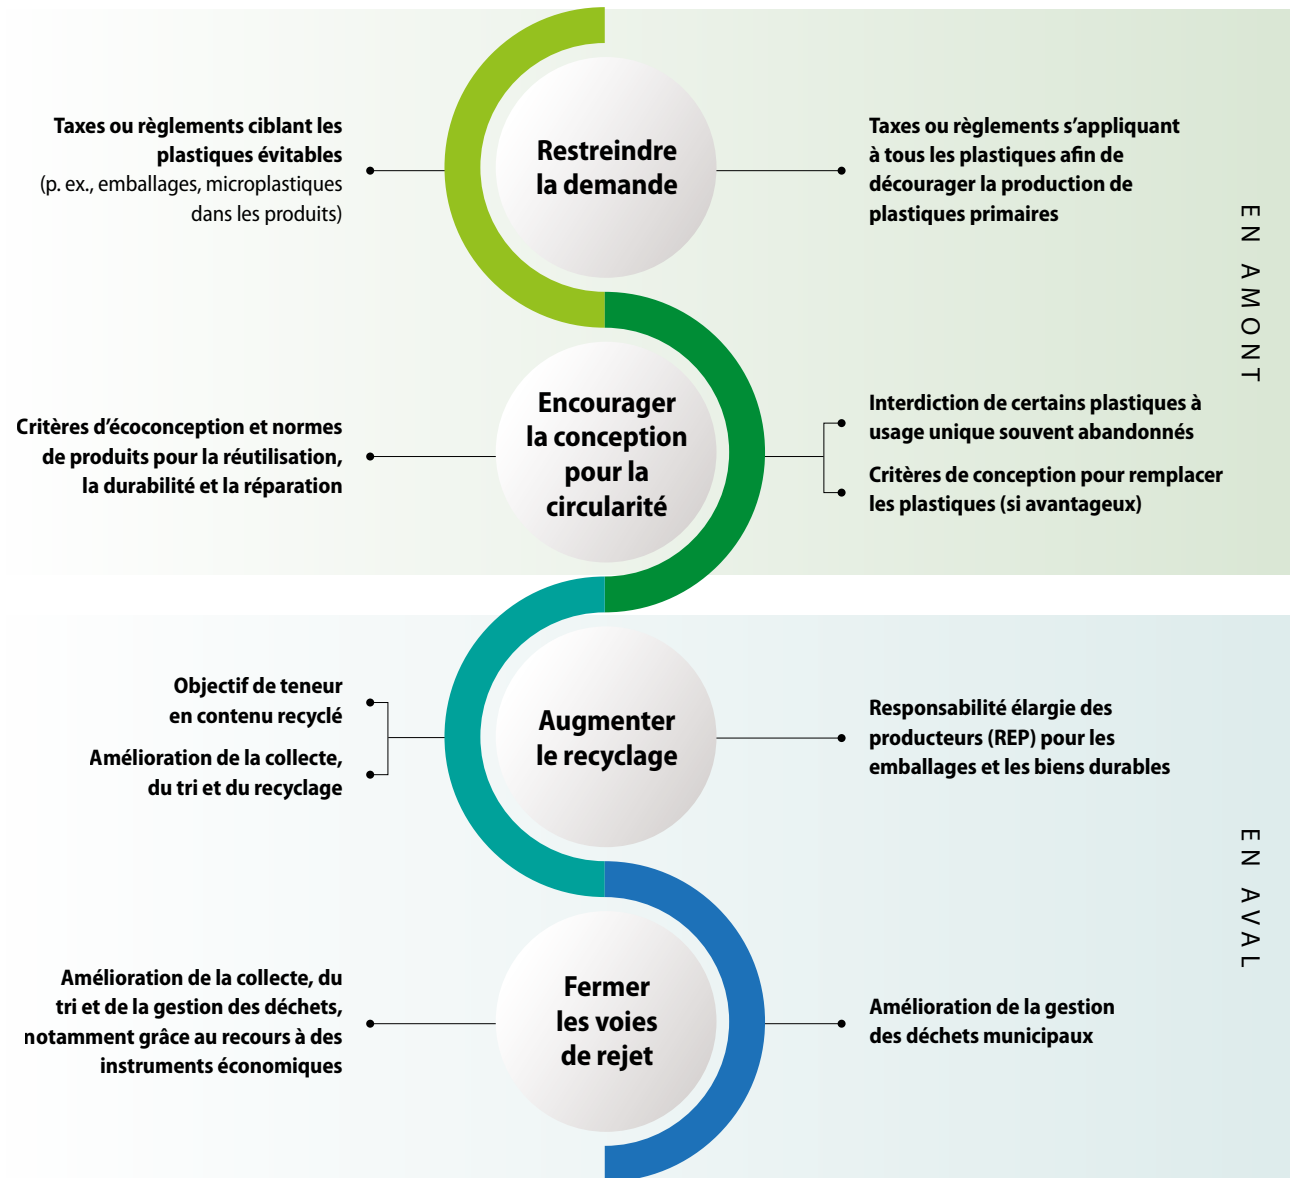 Taxes ou règlements ciblant les
plastiques évitables
(p. ex., emballages, microplastiques
dans les produits)
Restreindre
la demande
Taxes ou règlements s’appliquant
à tous les plastiques afin de
décourager la production de
plastiques primaires
EN AMONT
Critères d’écoconception et normes
de produits pour la réutilisation,
la durabilité et la réparation
Encourager
la conception
pour la
circularité
Interdiction de certains plastiques à
usage unique souvent abandonnés
Critères de conception pour remplacer
les plastiques (si avantageux)
Objectif de teneur
en contenu recyclé
Amélioration de la collecte,
du tri et du recyclage
Augmenter
le recyclage
Responsabilité élargie des
producteurs (REP) pour les
emballages et les biens durables
EN AVAL
Amélioration de la collecte, du
tri et de la gestion des déchets,
notamment grâce au recours à des
instruments économiques
Fermer
les voies
de rejet
Amélioration de la gestion
des déchets municipaux